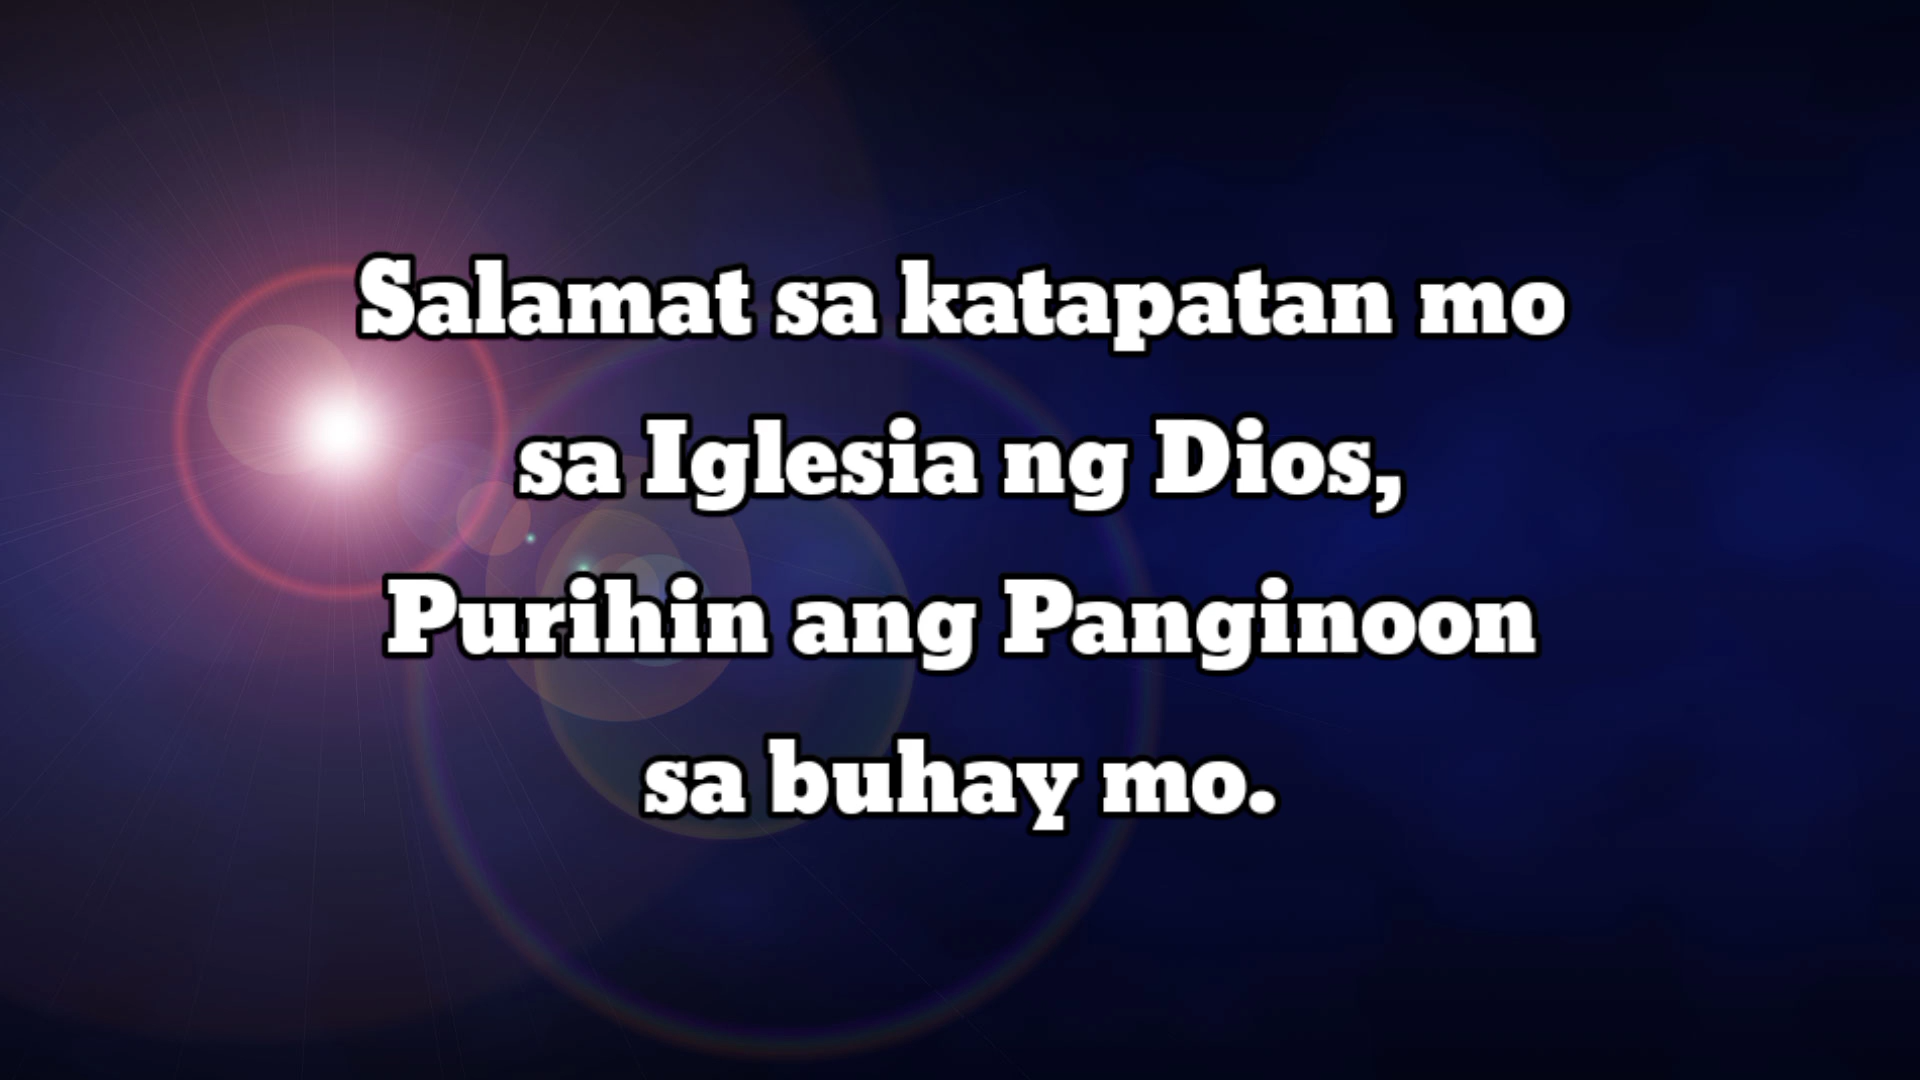 Salamat sa katapatan mo
sa Iglesia ng Dios,
Purihin ang Panginoon
sa buhay mo.